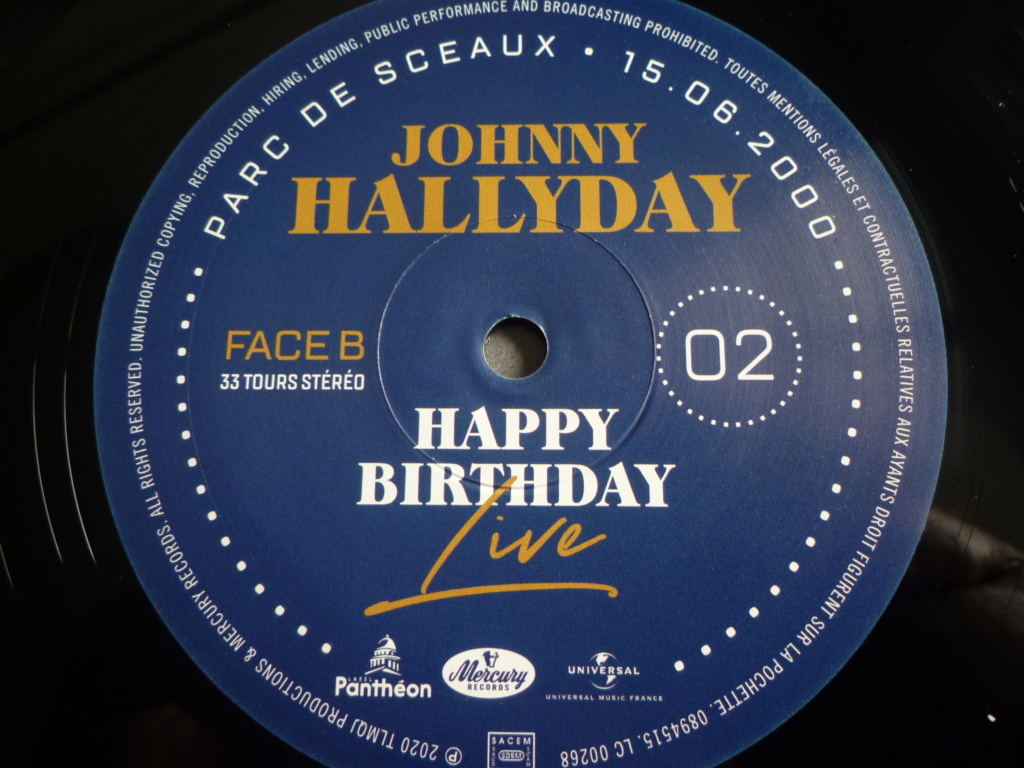 UNAUTHORIZED COPYING, REPRODUCTION, HIRING, LENDING, PUBLIC PERFORMANCE AND BROADCASTING PROHIBITED. TOUTES MENTIONS LÉGALES ET CONTRACTUELLES RELATIVES AUX AYANTS DROIT FIGURENT SUR LA POCHETTE. 0894515. LC 00268
PARC DE SCEAUX • 15.06.2000
JOHNNY
HALLYDAY
FACE B
33 TOURS STÉRÉO
02
HAPPY
BIRTHDAY
Live
LABEL
Panthéon
Mercury
RECORDS
UNIVERSAL
UNIVERSAL MUSIC FRANCE
SACEM
℗ 2020 TLMQJ PRODUCTIONS & MERCURY RECORDS. ALL RIGHTS RESERVED.